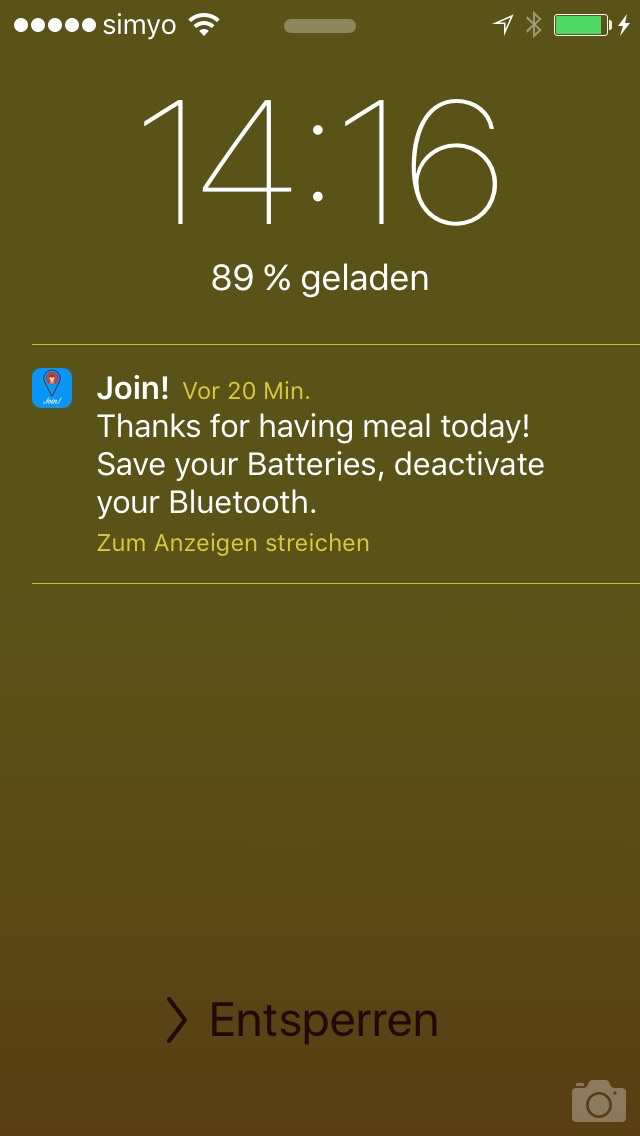 simyo
14:16
89 % geladen
Join! Vor 20 Min.
Thanks for having meal today!
Save your Batteries, deactivate
your Bluetooth.
Zum Anzeigen streichen
Join!
Entsperren